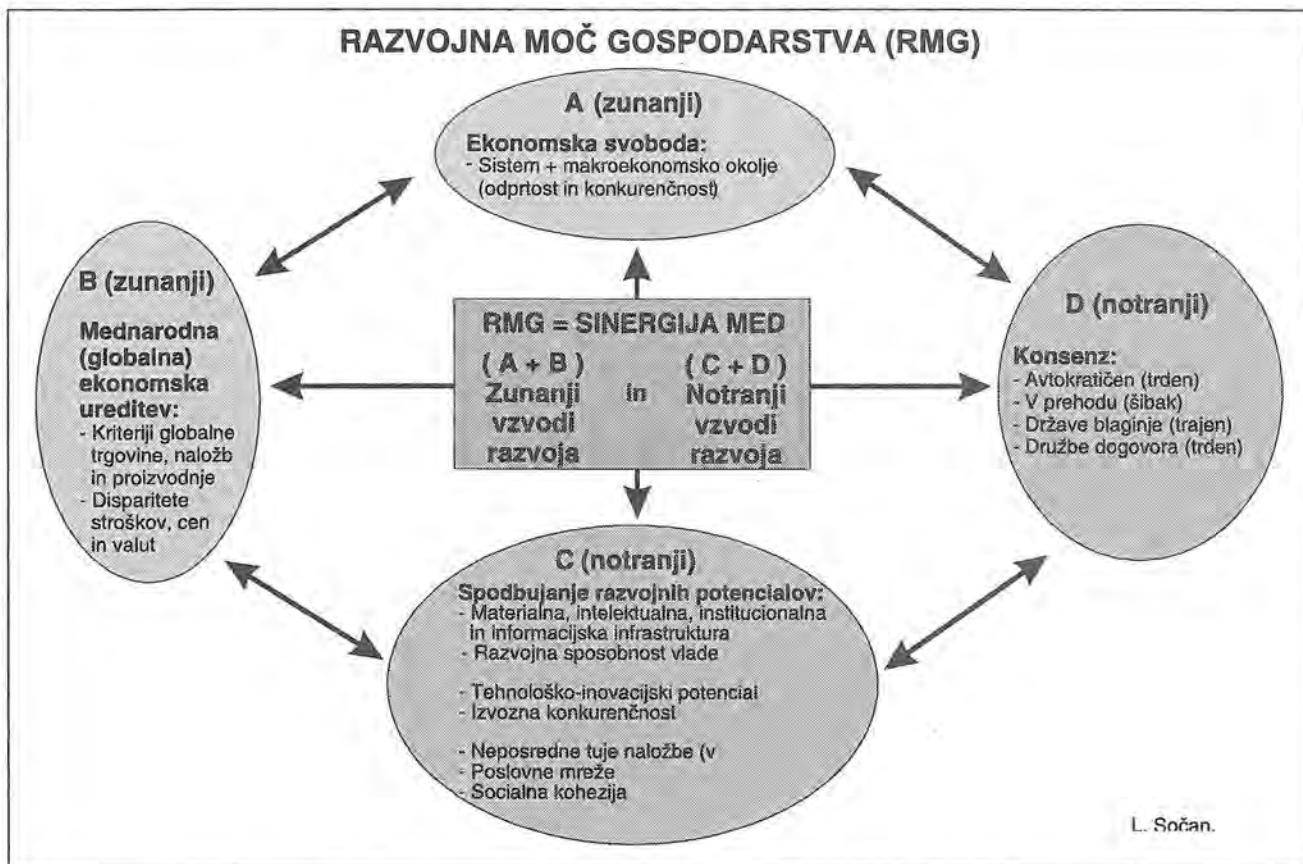 RAZVOJNA MOČ GOSPODARSTVA (RMG)
A (zunanji)
Ekonomska svoboda:
- Sistem + makroekonomsko okolje
(odprtost in konkurenčnost)
B (zunanji)
Mednarodna
(globalna)
ekonomska
ureditev:
- Kriteriji globalne
trgovine, naložb
in proizvodnje
- Disparitete
stroškov, cen
in valut
RMG = SINERGIJA MED
( A + B ) ( C + D )
Zunanji in Notranji
vzvodi vzvodi
razvoja razvoja
D (notranji)
Konsenz:
- Avtokratičen (trden)
- V prehodu (šibak)
- Države blaginje (trajen)
- Družbe dogovora (trden)
C (notranji)
Spodbujanje razvojnih potencialov:
- Materialna, intelektualna, institucionalna
in informacijska infrastruktura
- Razvojna sposobnost vlade
- Tehnološko-inovacijski potencial
- Izvozna konkurenčnost
- Neposredne tuje naložbe (v
- Poslovne mreže
- Socialna kohezija
L. Sočan.